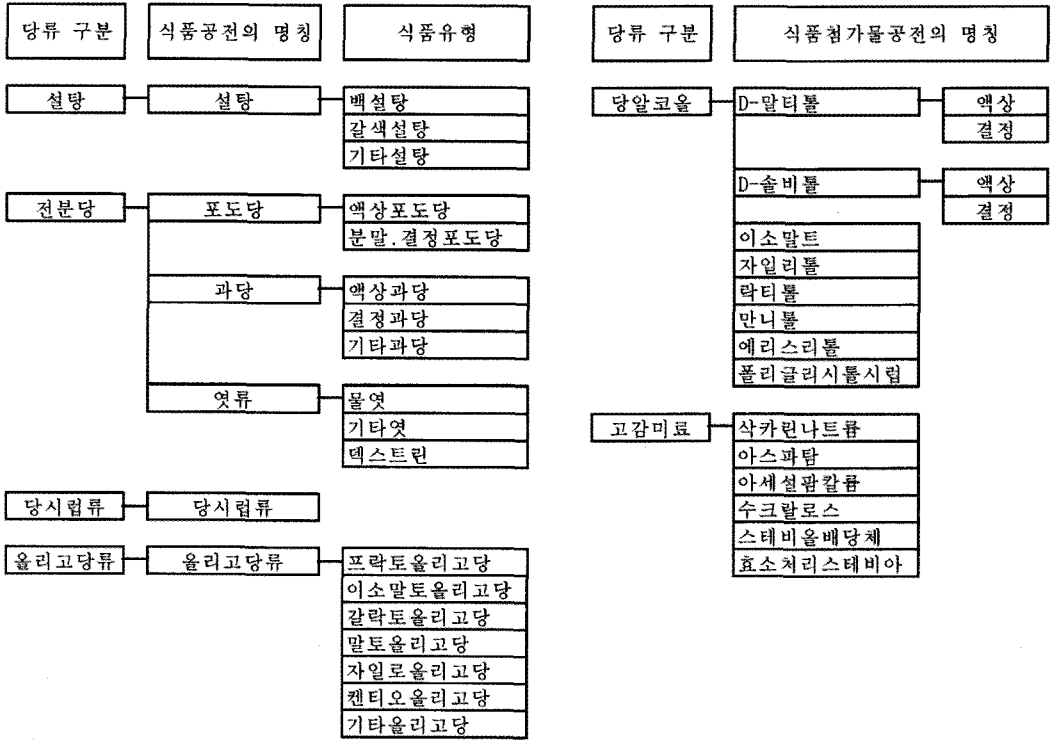 당류 구분 식품공전의 명칭 식품유형
설탕 설탕 백설탕
갈색설탕
기타설탕
전분당 포도당 액상포도당
분말.결정포도당
과당 액상과당
결정과당
기타과당
엿류 물엿
기타엿
덱스트린
당시럽류 당시럽류
올리고당류 올리고당류 프락토올리고당
이소말토올리고당
갈락토올리고당
말토올리고당
자일로올리고당
켄티오올리고당
기타올리고당
당류 구분 식품첨가물공전의 명칭
당알코올 D-말티톨 액상
결정
D-솔비톨 액상
결정
이소말트
자일리톨
락티톨
만니톨
에리스리톨
폴리글리시톨시럽
고감미료 삭카린나트륨
아스파탐
아세설팜칼륨
수크랄로스
스테비올배당체
효소처리스테비아